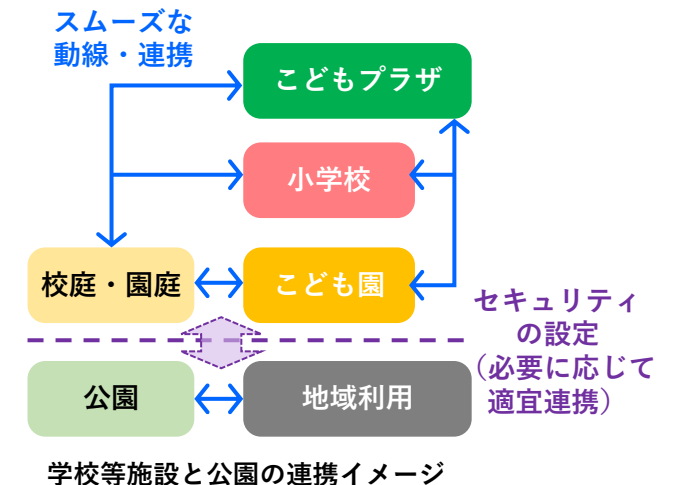 スムーズな
動線・連携
こどもプラザ
小学校
校庭・園庭
こども園
セキュリティ
の設定
（必要に応じて
適宜連携）
公園
地域利用
学校等施設と公園の連携イメージ